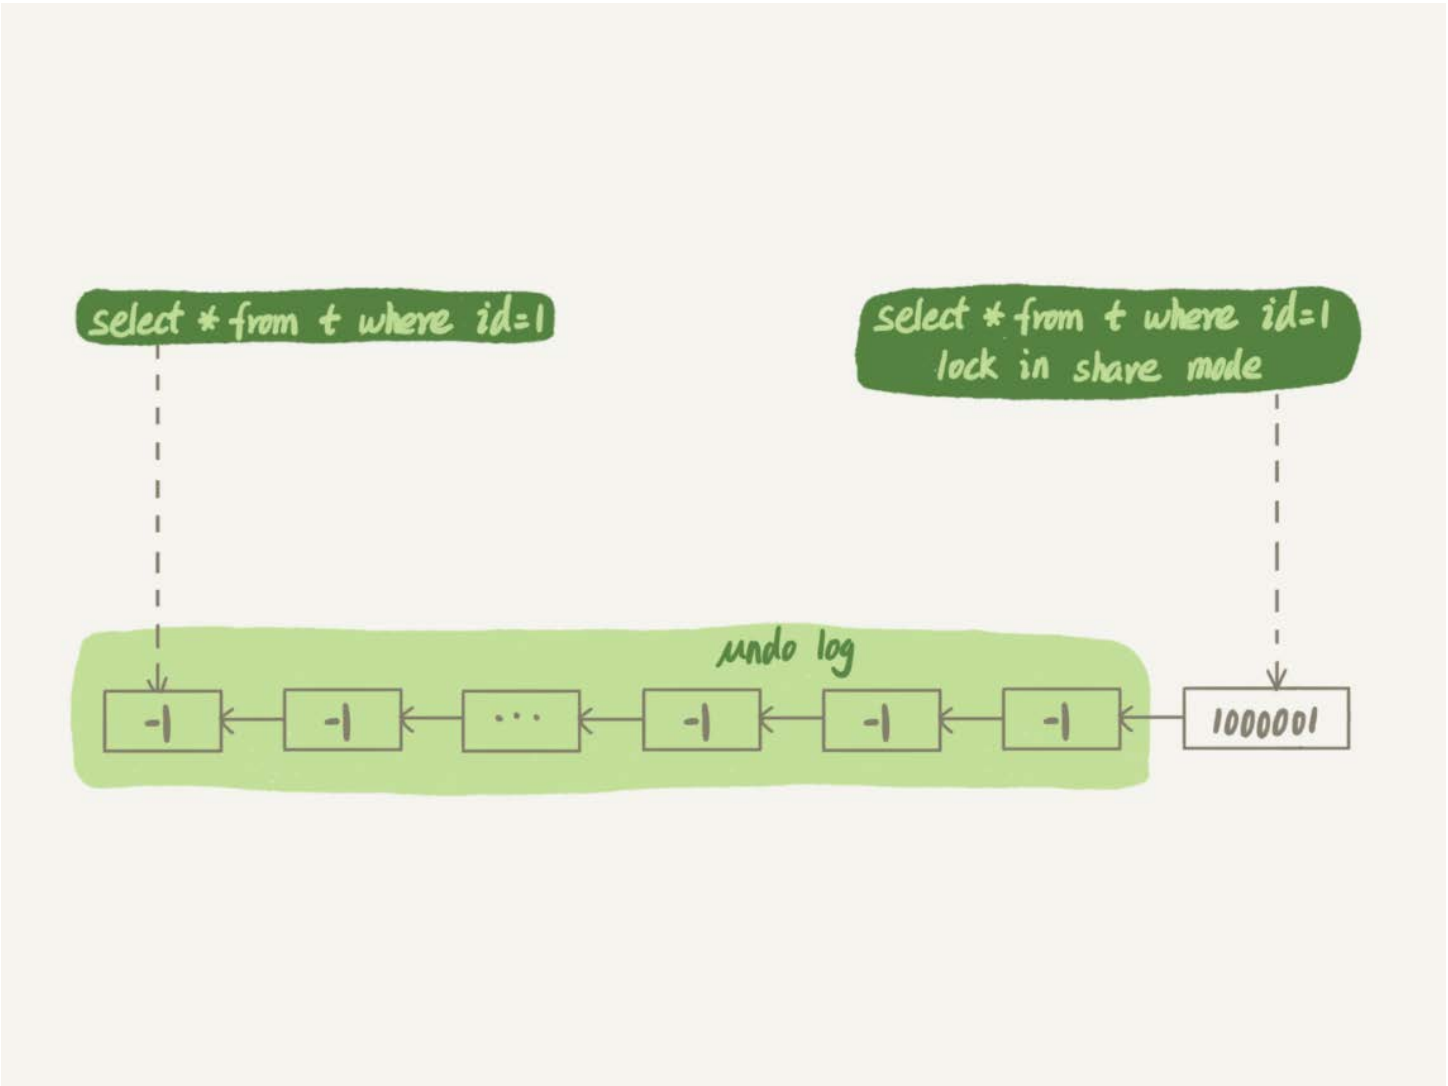 select * from t where id=1
select * from t where id=1
lock in share mode
undo log
-1
-1
...
-1
-1
-1
1000001